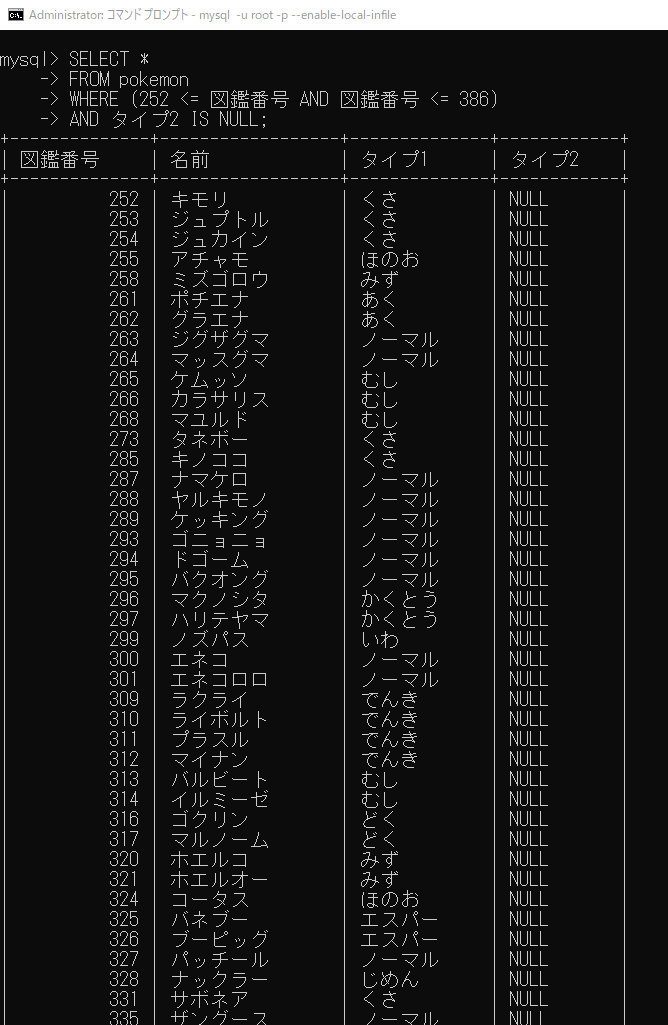 Administrator: コマンドプロンプト - mysql -u root -p --enable-local-infile
mysql> SELECT *
    -> FROM pokemon
    -> WHERE (252 <= 図鑑番号 AND 図鑑番号 <= 386)
    -> AND タイプ2 IS NULL;
+--------------+------------------+--------------+------------+
| 図鑑番号 | 名前 | タイプ1 | タイプ2 |
+--------------+------------------+--------------+------------+
| 252 | キモリ | くさ | NULL |
| 253 | ジュプトル | くさ | NULL |
| 254 | ジュカイン | くさ | NULL |
| 255 | アチャモ | ほのお | NULL |
| 258 | ミズゴロウ | みず | NULL |
| 261 | ポチエナ | あく | NULL |
| 262 | グラエナ | あく | NULL |
| 263 | ジグザグマ | ノーマル | NULL |
| 264 | マッスグマ | ノーマル | NULL |
| 265 | ケムッソ | むし | NULL |
| 266 | カラサリス | むし | NULL |
| 268 | マユルド | むし | NULL |
| 273 | タネボー | くさ | NULL |
| 285 | キノココ | くさ | NULL |
| 287 | ナマケロ | ノーマル | NULL |
| 288 | ヤルキモノ | ノーマル | NULL |
| 289 | ケッキング | ノーマル | NULL |
| 293 | ゴニョニョ | ノーマル | NULL |
| 294 | ドゴーム | ノーマル | NULL |
| 295 | バクオング | ノーマル | NULL |
| 296 | マクノシタ | かくとう | NULL |
| 297 | ハリテヤマ | かくとう | NULL |
| 299 | ノズパス | いわ | NULL |
| 300 | エネコ | ノーマル | NULL |
| 301 | エネコロロ | ノーマル | NULL |
| 309 | ラクライ | でんき | NULL |
| 310 | ライボルト | でんき | NULL |
| 311 | プラスル | でんき | NULL |
| 312 | マイナン | でんき | NULL |
| 313 | バルビート | むし | NULL |
| 314 | イルミーゼ | むし | NULL |
| 316 | ゴクリン | どく | NULL |
| 317 | マルノーム | どく | NULL |
| 320 | ホエルコ | みず | NULL |
| 321 | ホエルオー | みず | NULL |
| 324 | コータス | ほのお | NULL |
| 325 | バネブー | エスパー | NULL |
| 326 | ブーピッグ | エスパー | NULL |
| 327 | パッチール | ノーマル | NULL |
| 328 | ナックラー | じめん | NULL |
| 331 | サボネア | くさ | NULL |
| 335 | ザングース | ノーマル | NULL |